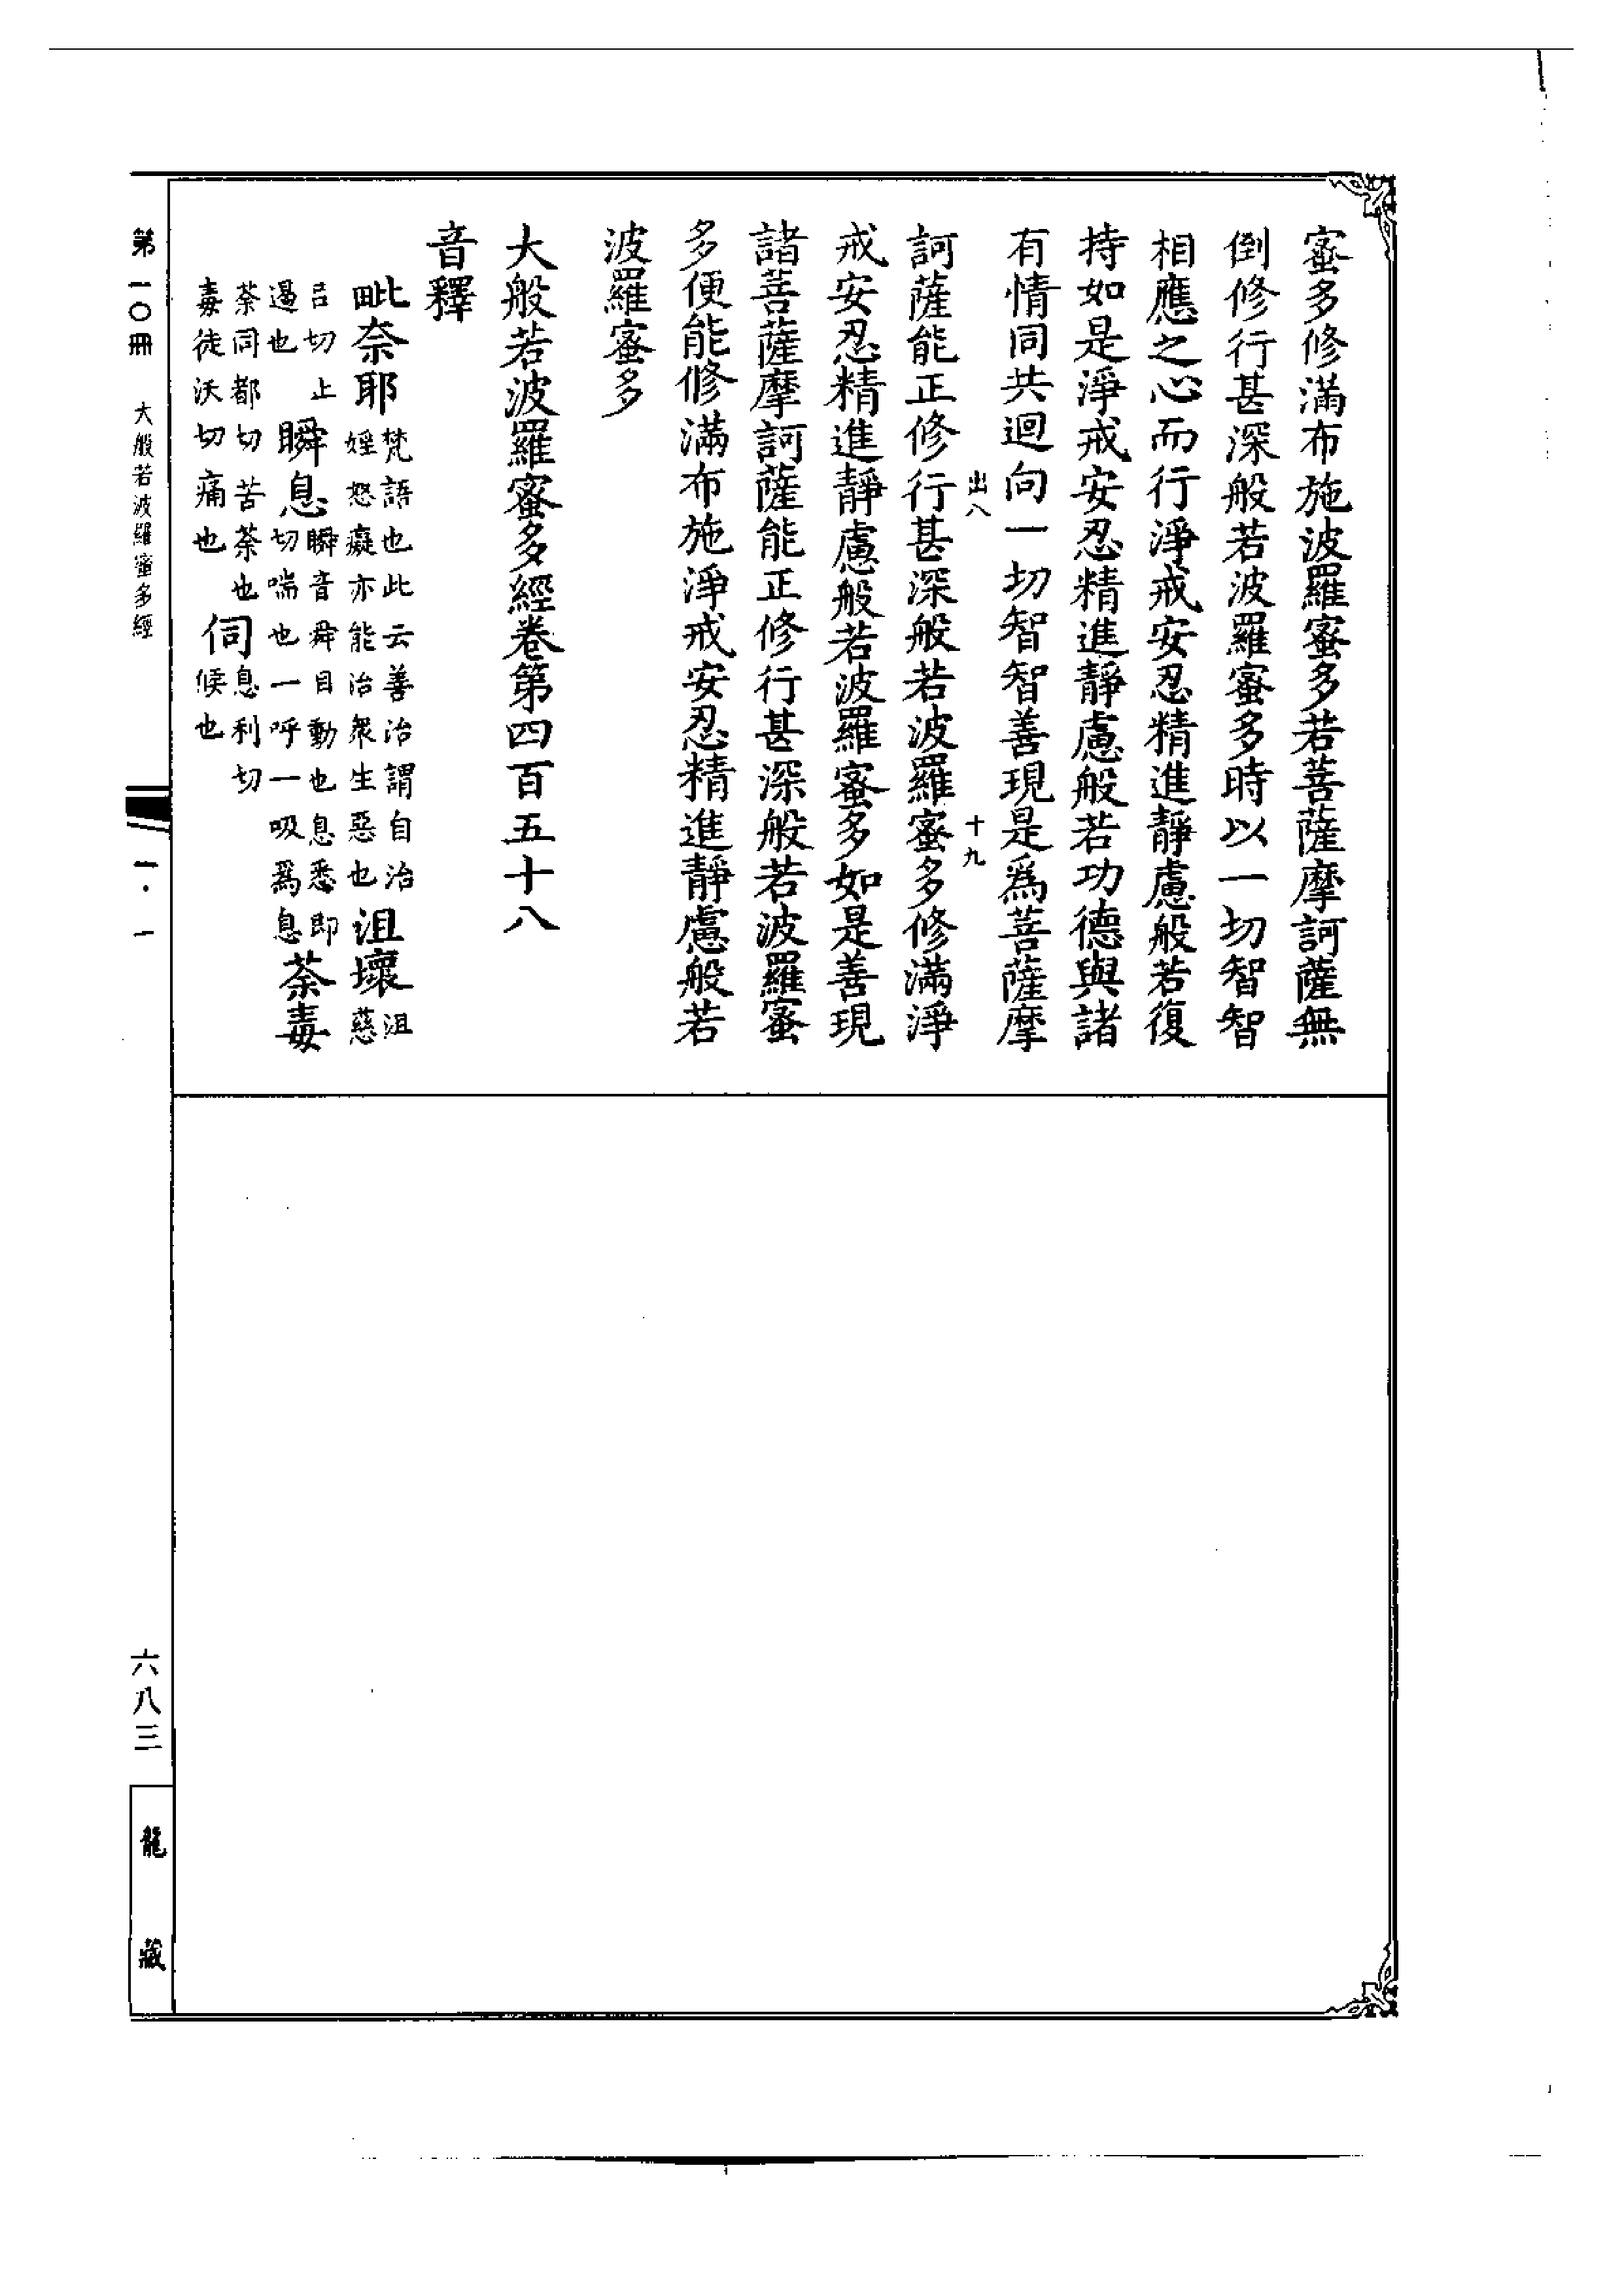 蜜多修滿布施波羅蜜多若菩薩摩訶薩無
倒修行甚深般若波羅蜜多時以一切智智
相應之心而行淨戒安忍精進靜慮般若復
持如是淨戒安忍精進靜慮般若功德與諸
有情同共迴向一切智智善現是爲菩薩摩
出八 十九
訶薩能正修行甚深般若波羅蜜多修滿淨
戒安忍精進靜慮般若波羅蜜多如是善現
諸菩薩摩訶薩能正修行甚深般若波羅蜜
多便能修滿布施淨戒安忍精進靜慮般若
波羅蜜多
大般若波羅蜜多經卷第四百五十八
音釋
毗奈耶梵語也此云善治謂自治婬怒癡亦能治衆生惡也沮壞沮慈
呂切止遏也瞬息瞬音舜目動也息悉即切喘也一呼一吸爲息荼毒
荼同都切苦荼也毒徒沃切痛也伺息利切候也
第一〇冊 大般若波羅蜜多經 一·一 六八三 龍藏